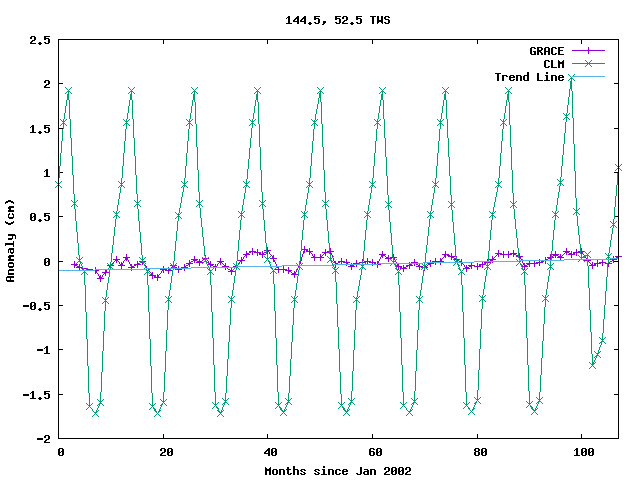 144.5, 52.5 TWS
GRACE
CLM
Trend Line
2.5
2
1.5
1
0.5
0
-0.5
-1
-1.5
-2
Anomaly (cm)
0 20 40 60 80 100
Months since Jan 2002